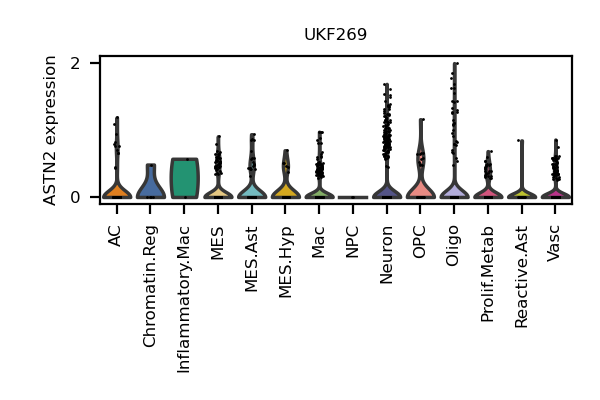 UKF269
ASTN2 expression
2
0
AC
Chromatin.Reg
Inflammatory.Mac
MES
MES.Ast
MES.Hyp
Mac
NPC
Neuron
OPC
Oligo
Prolif.Metab
Reactive.Ast
Vasc